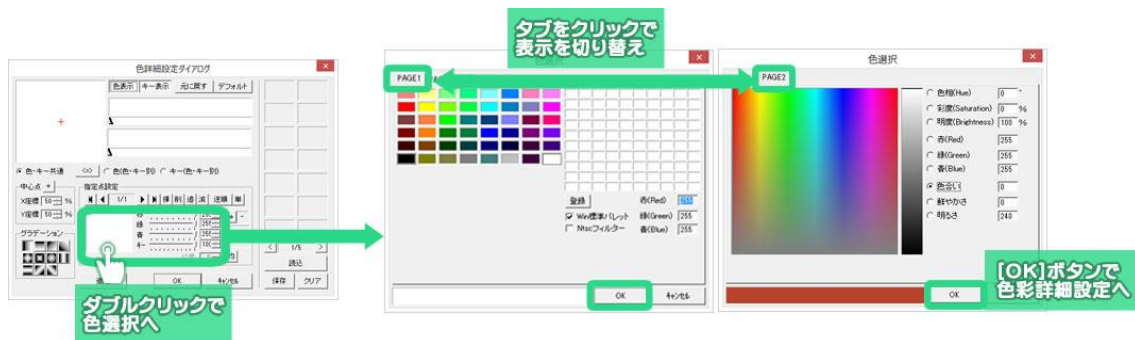 タブをクリックで
表示を切り替え
色詳細設定ダイアログ
色表示 キー表示 元に戻す デフォルト
色・キー共通 色(色・キー別) キー(色・キー別)
中心点 +
X座標 50 %
Y座標 50 %
グラデーション
指定点設定
1/1 挿 削 追 減 逆順 単
緑
青
キー
1/5
読込
OK キャンセル
保存 クリア
ダブルクリックで
色選択へ
PAGE1
登録
Win標準パレット
Ntscフィルター
赤(Red) 255
緑(Green) 255
青(Blue) 255
OK キャンセル
色選択
PAGE2
色相(Hue) 0 °
彩度(Saturation) 0 %
明度(Brightness) 100 %
赤(Red) 255
緑(Green) 255
青(Blue) 255
色合い 0
鮮やかさ 0
明るさ 240
OK
[OK]ボタンで
色彩詳細設定へ